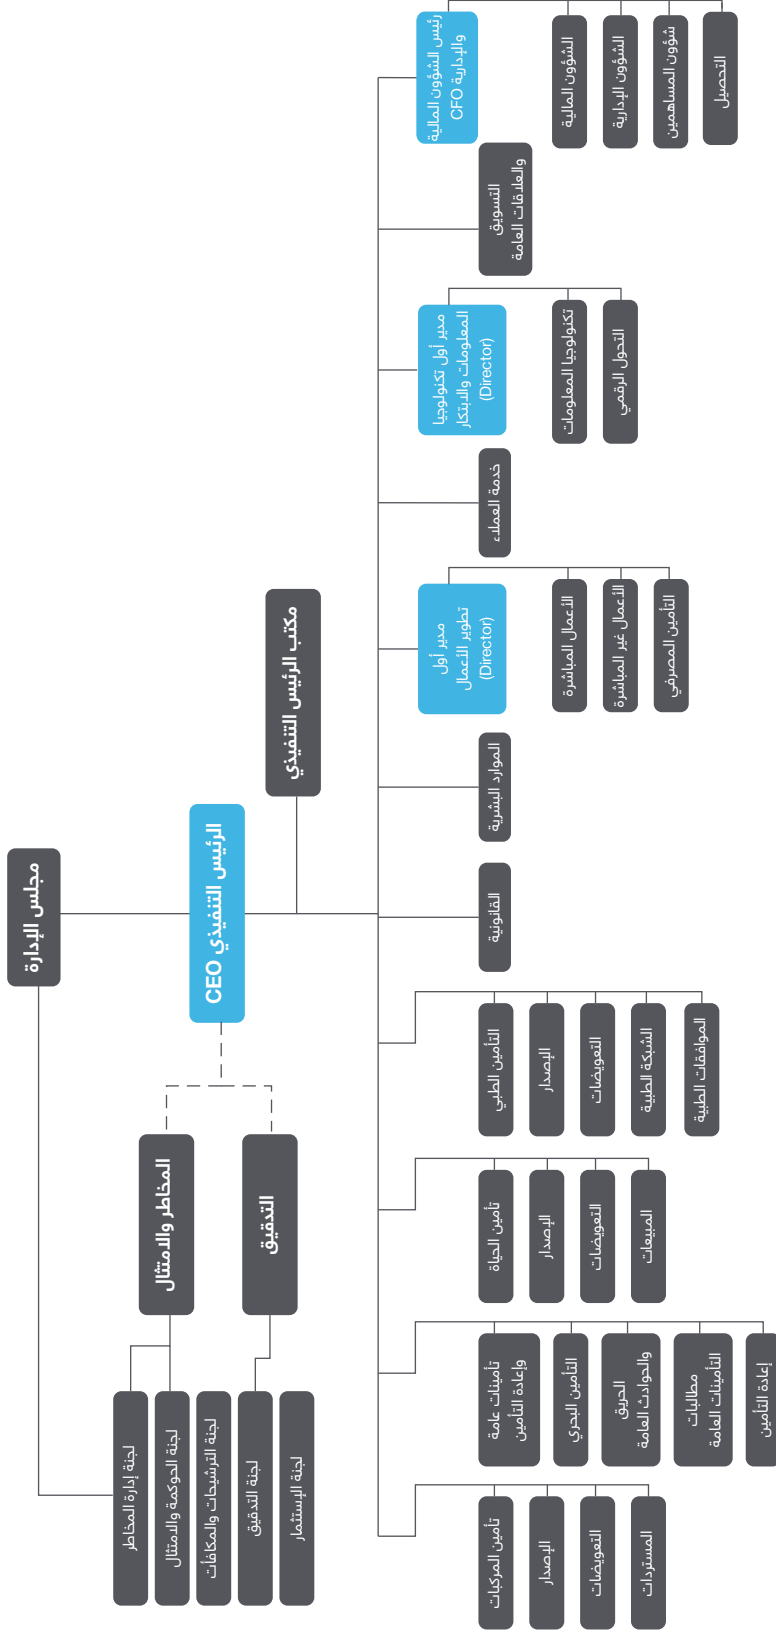 مجلس الإدارة
الرئيس التنفيذي CEO
مكتب الرئيس التنفيذي
المخاطر والامتثال
التدقيق
لجنة إدارة المخاطر
لجنة الحوكمة والامتثال
لجنة الترشيحات والمكافأت
لجنة التدقيق
لجنة الإستثمار
رئيس الشؤون المالية
والإدارية CFO
الشؤون المالية
الشؤون الإدارية
شؤون المساهمين
التحصيل
التسويق
والعلاقات العامة
مدير أول تكنولوجيا
المعلومات والابتكار
(Director)
تكنولوجيا المعلومات
التحول الرقمي
خدمة العملاء
مدير أول
تطوير الأعمال
(Director)
الأعمال المباشرة
الأعمال غير المباشرة
التأمين المصرفي
الموارد البشرية
القانونية
التأمين الطبي
الإصدار
التعويضات
الشبكة الطبية
الموافقات الطبية
تأمين الحياة
الإصدار
التعويضات
المبيعات
تأمينات عامة
وإعادة التأمين
التأمين البحري
الحريق
والحوادث العامة
مطالبات
التأمينات العامة
إعادة التأمين
تأمين المركبات
الإصدار
التعويضات
المستردات